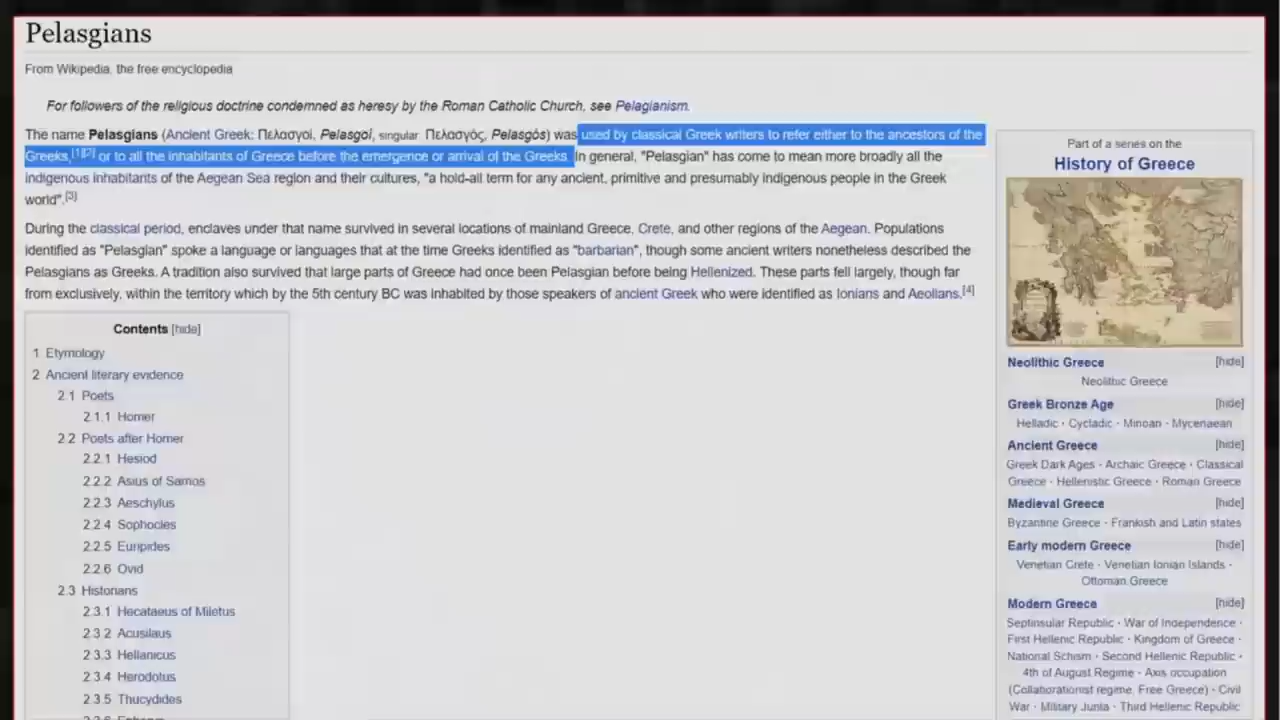 Pelasgians
From Wikipedia, the free encyclopedia
For followers of the religious doctrine condemned as heresy by the Roman Catholic Church, see Pelagianism.
The name Pelasgians (Ancient Greek: Πελασγοί, Pelasgoí, singular: Πελασγός, Pelasgós) was used by classical Greek writers to refer either to the ancestors of the
Greeks,[1][2] or to all the inhabitants of Greece before the emergence or arrival of the Greeks. In general, "Pelasgian" has come to mean more broadly all the
indigenous inhabitants of the Aegean Sea region and their cultures, "a hold-all term for any ancient, primitive and presumably indigenous people in the Greek
world".[3]
During the classical period, enclaves under that name survived in several locations of mainland Greece, Crete, and other regions of the Aegean. Populations
identified as "Pelasgian" spoke a language or languages that at the time Greeks identified as "barbarian", though some ancient writers nonetheless described the
Pelasgians as Greeks. A tradition also survived that large parts of Greece had once been Pelasgian before being Hellenized. These parts fell largely, though far
from exclusively, within the territory which by the 5th century BC was inhabited by those speakers of ancient Greek who were identified as Ionians and Aeolians.[4]
Contents [hide]
1 Etymology
2 Ancient literary evidence
2.1 Poets
2.1.1 Homer
2.2 Poets after Homer
2.2.1 Hesiod
2.2.2 Asius of Samos
2.2.3 Aeschylus
2.2.4 Sophocles
2.2.5 Euripides
2.2.6 Ovid
2.3 Historians
2.3.1 Hecataeus of Miletus
2.3.2 Acusilaus
2.3.3 Hellanicus
2.3.4 Herodotus
2.3.5 Thucydides
2.3.6 Ephorus
Part of a series on the
History of Greece
Neolithic Greece [hide]
Neolithic Greece
Greek Bronze Age [hide]
Helladic · Cycladic · Minoan · Mycenaean
Ancient Greece [hide]
Greek Dark Ages · Archaic Greece · Classical
Greece · Hellenistic Greece · Roman Greece
Medieval Greece [hide]
Byzantine Greece · Frankish and Latin states
Early modern Greece [hide]
Venetian Crete · Venetian Ionian Islands ·
Ottoman Greece
Modern Greece [hide]
Septinsular Republic · War of Independence ·
First Hellenic Republic · Kingdom of Greece ·
National Schism · Second Hellenic Republic ·
4th of August Regime · Axis occupation
(Collaborationist regime, Free Greece) · Civil
War · Military Junta · Third Hellenic Republic